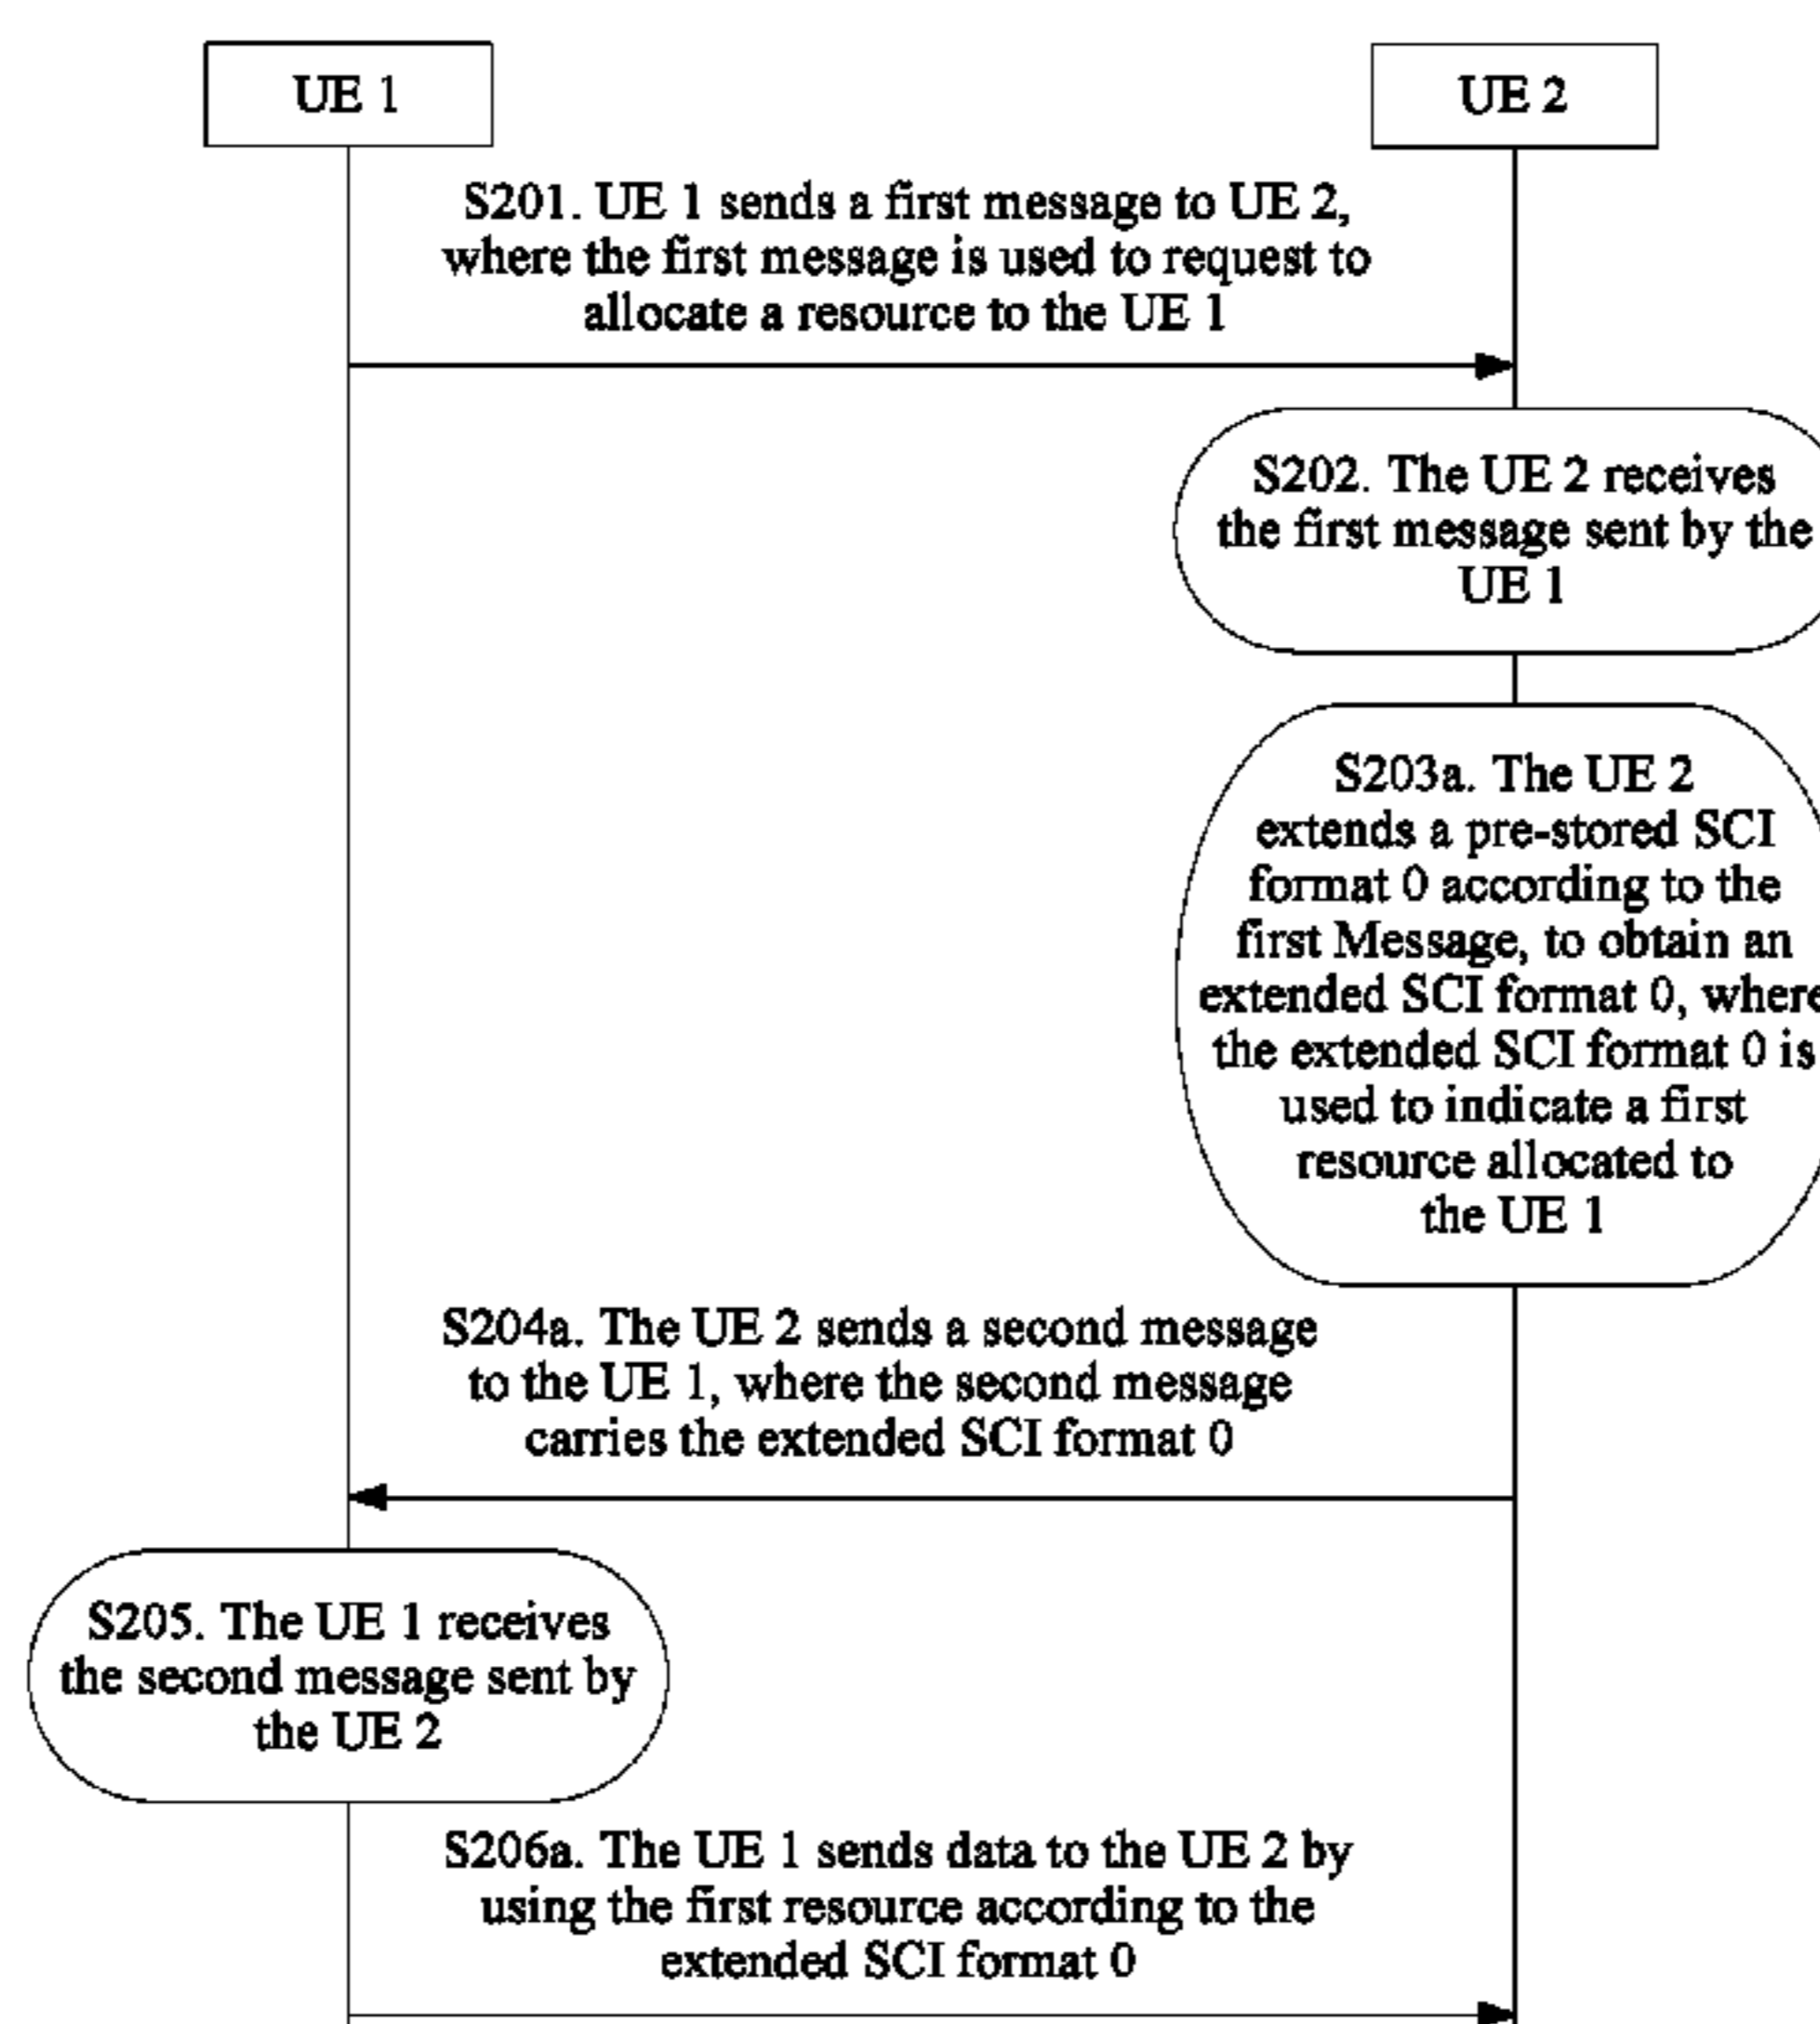 UE 1
UE 2
S201. UE 1 sends a first message to UE 2,
where the first message is used to request to
allocate a resource to the UE 1
S202. The UE 2 receives
the first message sent by the
UE 1
S203a. The UE 2
extends a pre-stored SCI
format 0 according to the
first Message, to obtain an
extended SCI format 0, where
the extended SCI format 0 is
used to indicate a first
resource allocated to
the UE 1
S204a. The UE 2 sends a second message
to the UE 1, where the second message
carries the extended SCI format 0
S205. The UE 1 receives
the second message sent by
the UE 2
S206a. The UE 1 sends data to the UE 2 by
using the first resource according to the
extended SCI format 0